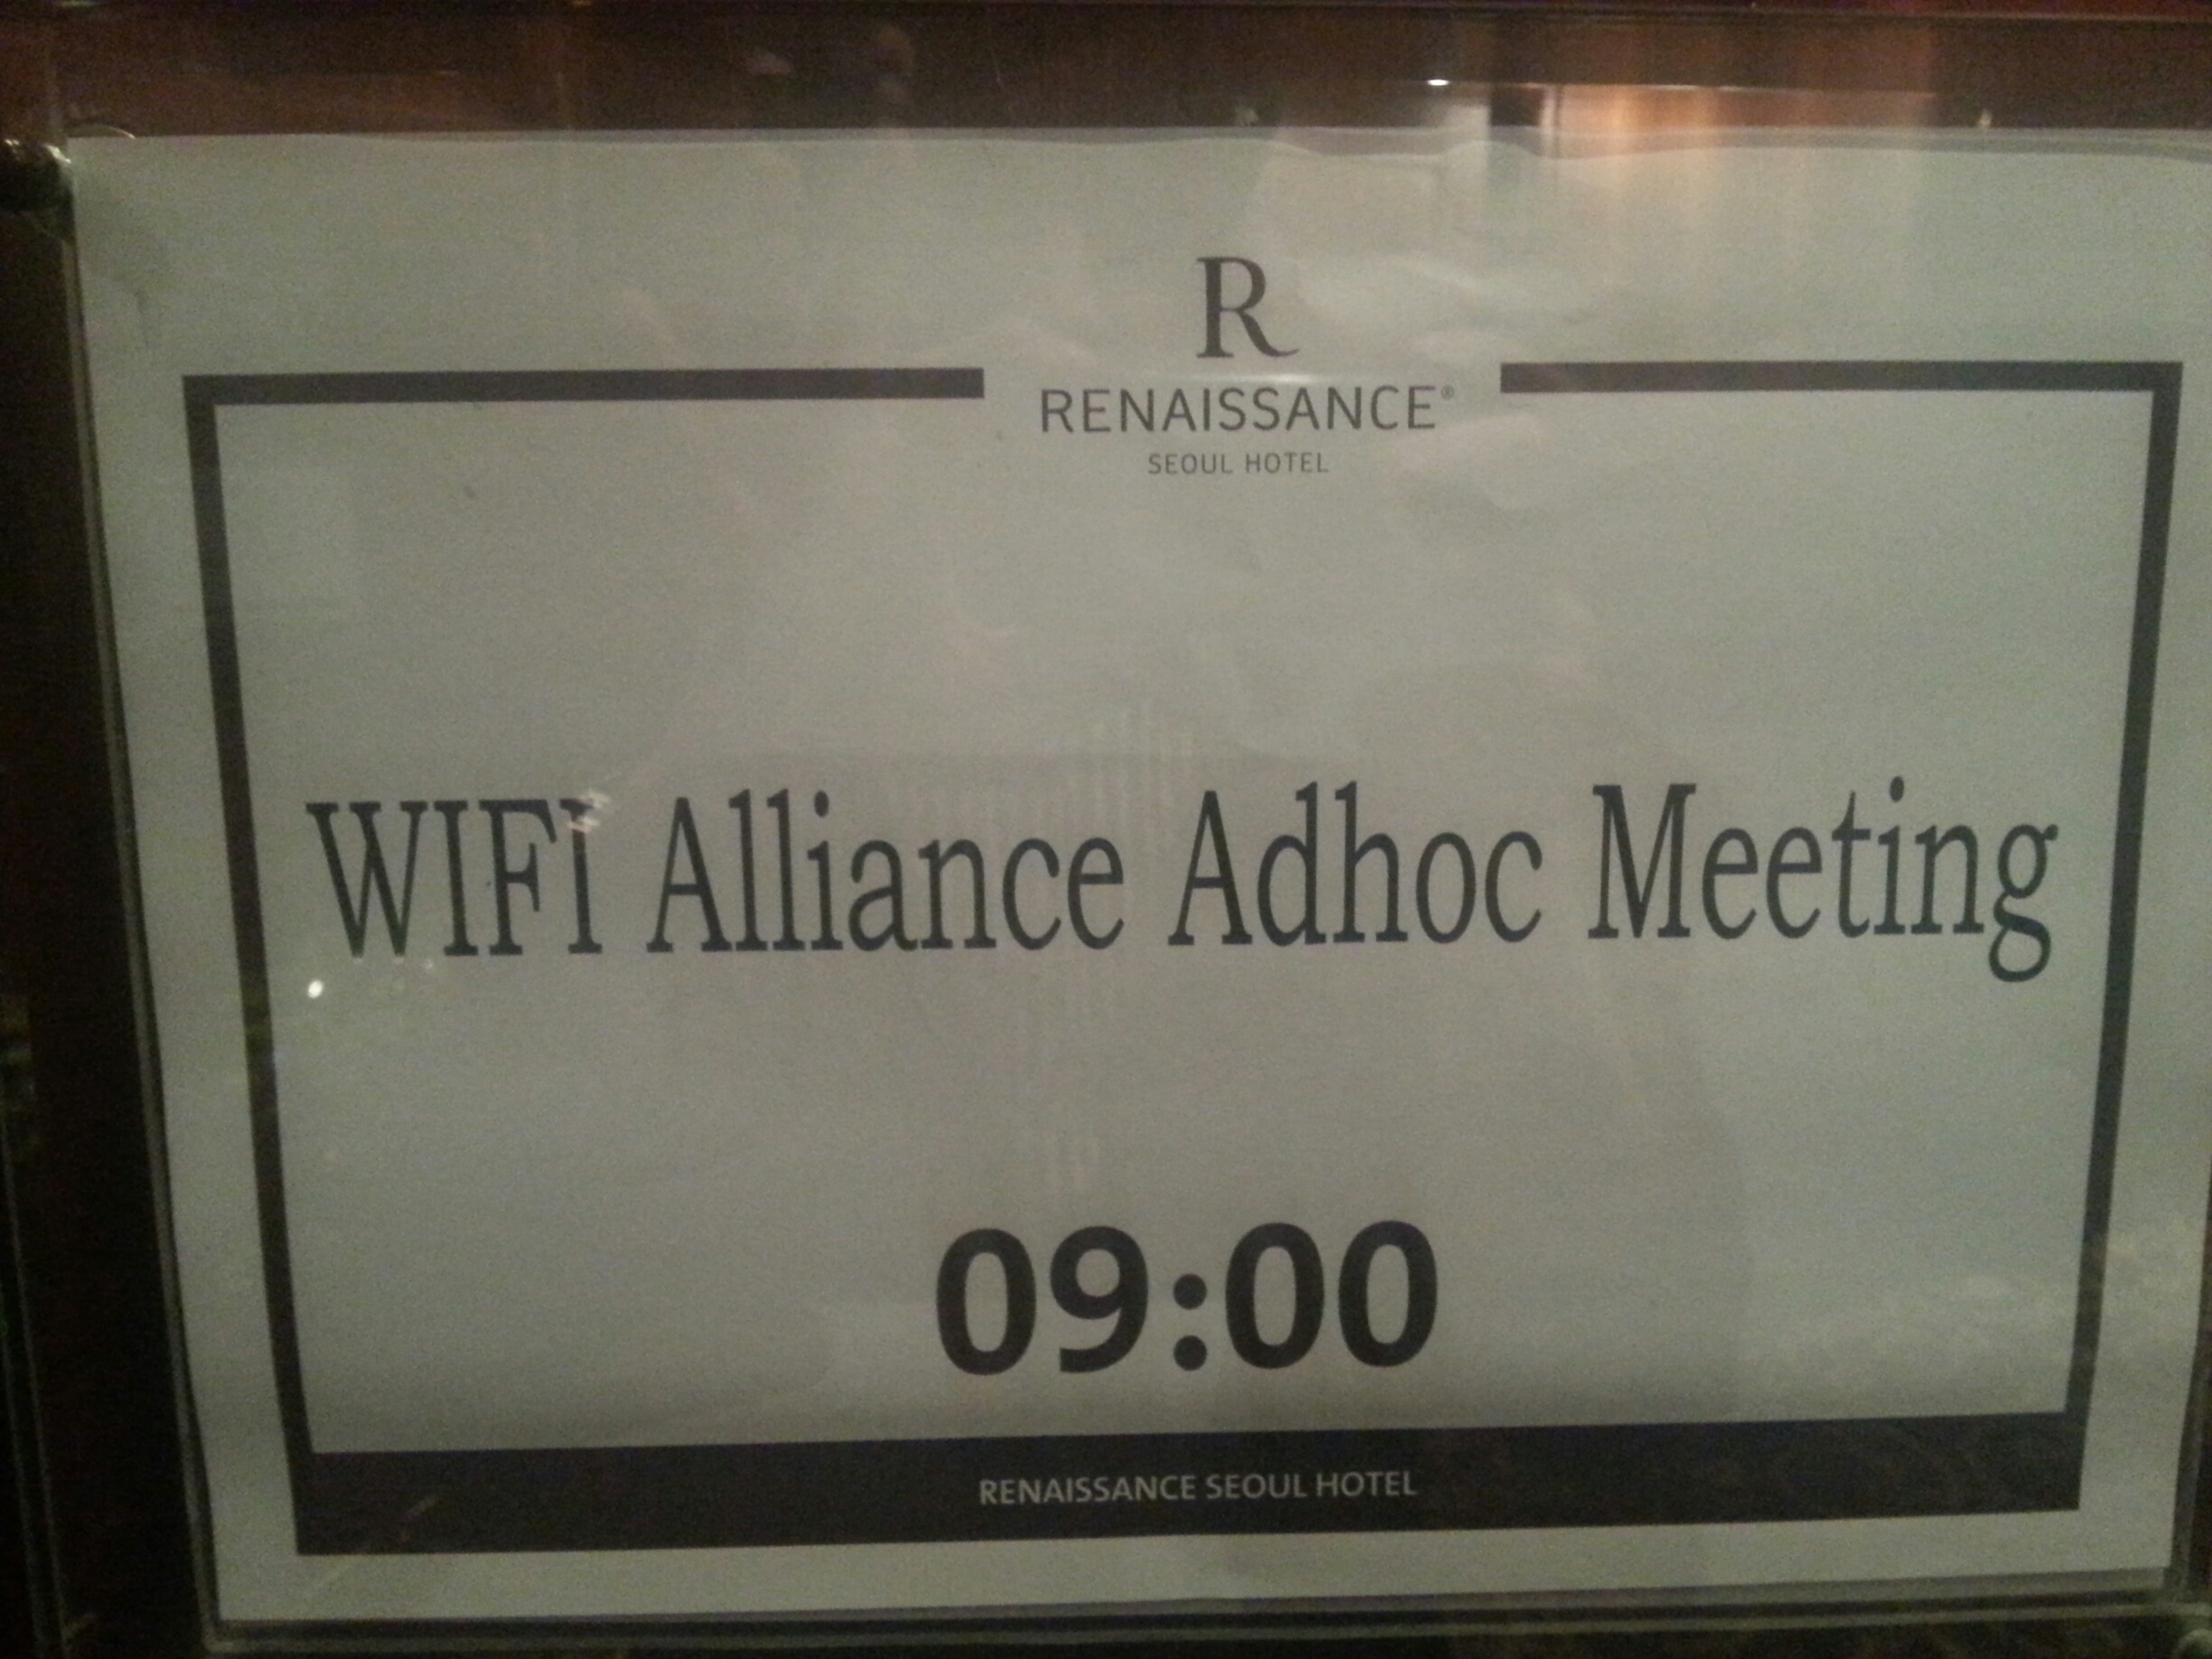 R
RENAISSANCE®
SEOUL HOTEL
WIFI Alliance Adhoc Meeting
09:00
RENAISSANCE SEOUL HOTEL